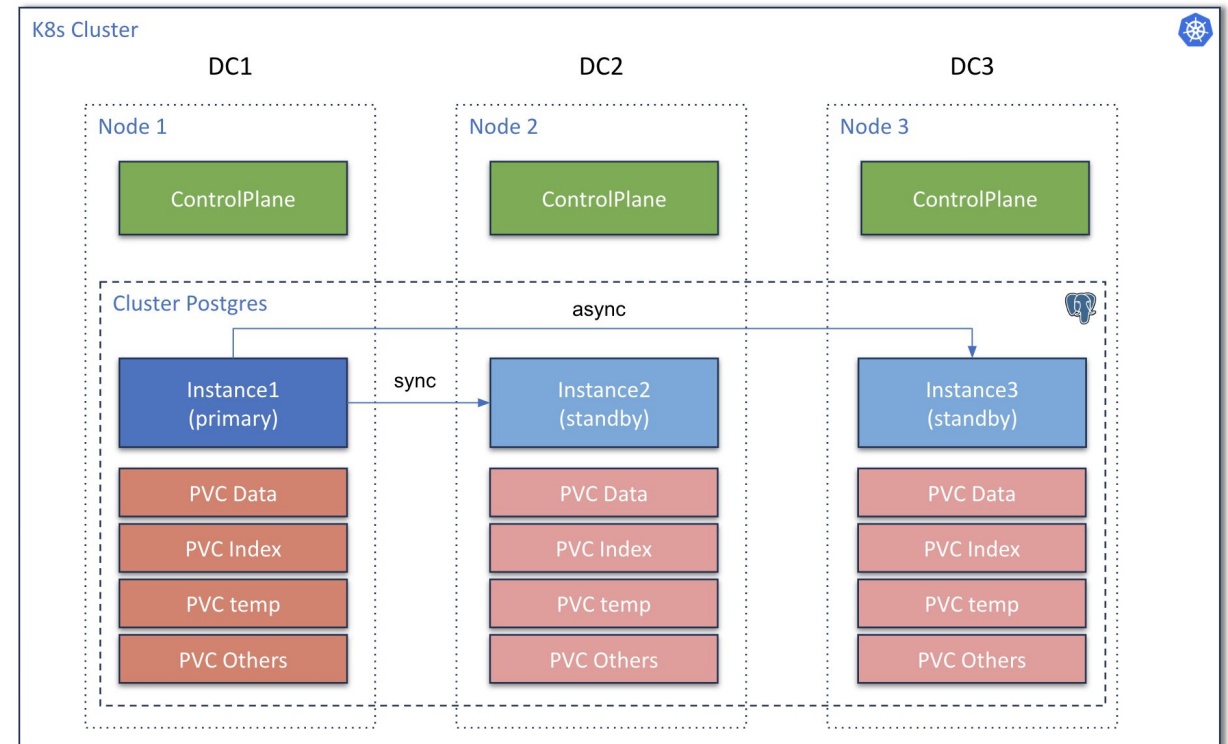 K8s Cluster
DC1
DC2
DC3
Node 1
Node 2
Node 3
ControlPlane
ControlPlane
ControlPlane
Cluster Postgres
async
sync
Instance1
(primary)
Instance2
(standby)
Instance3
(standby)
PVC Data
PVC Data
PVC Data
PVC Index
PVC Index
PVC Index
PVC temp
PVC temp
PVC temp
PVC Others
PVC Others
PVC Others